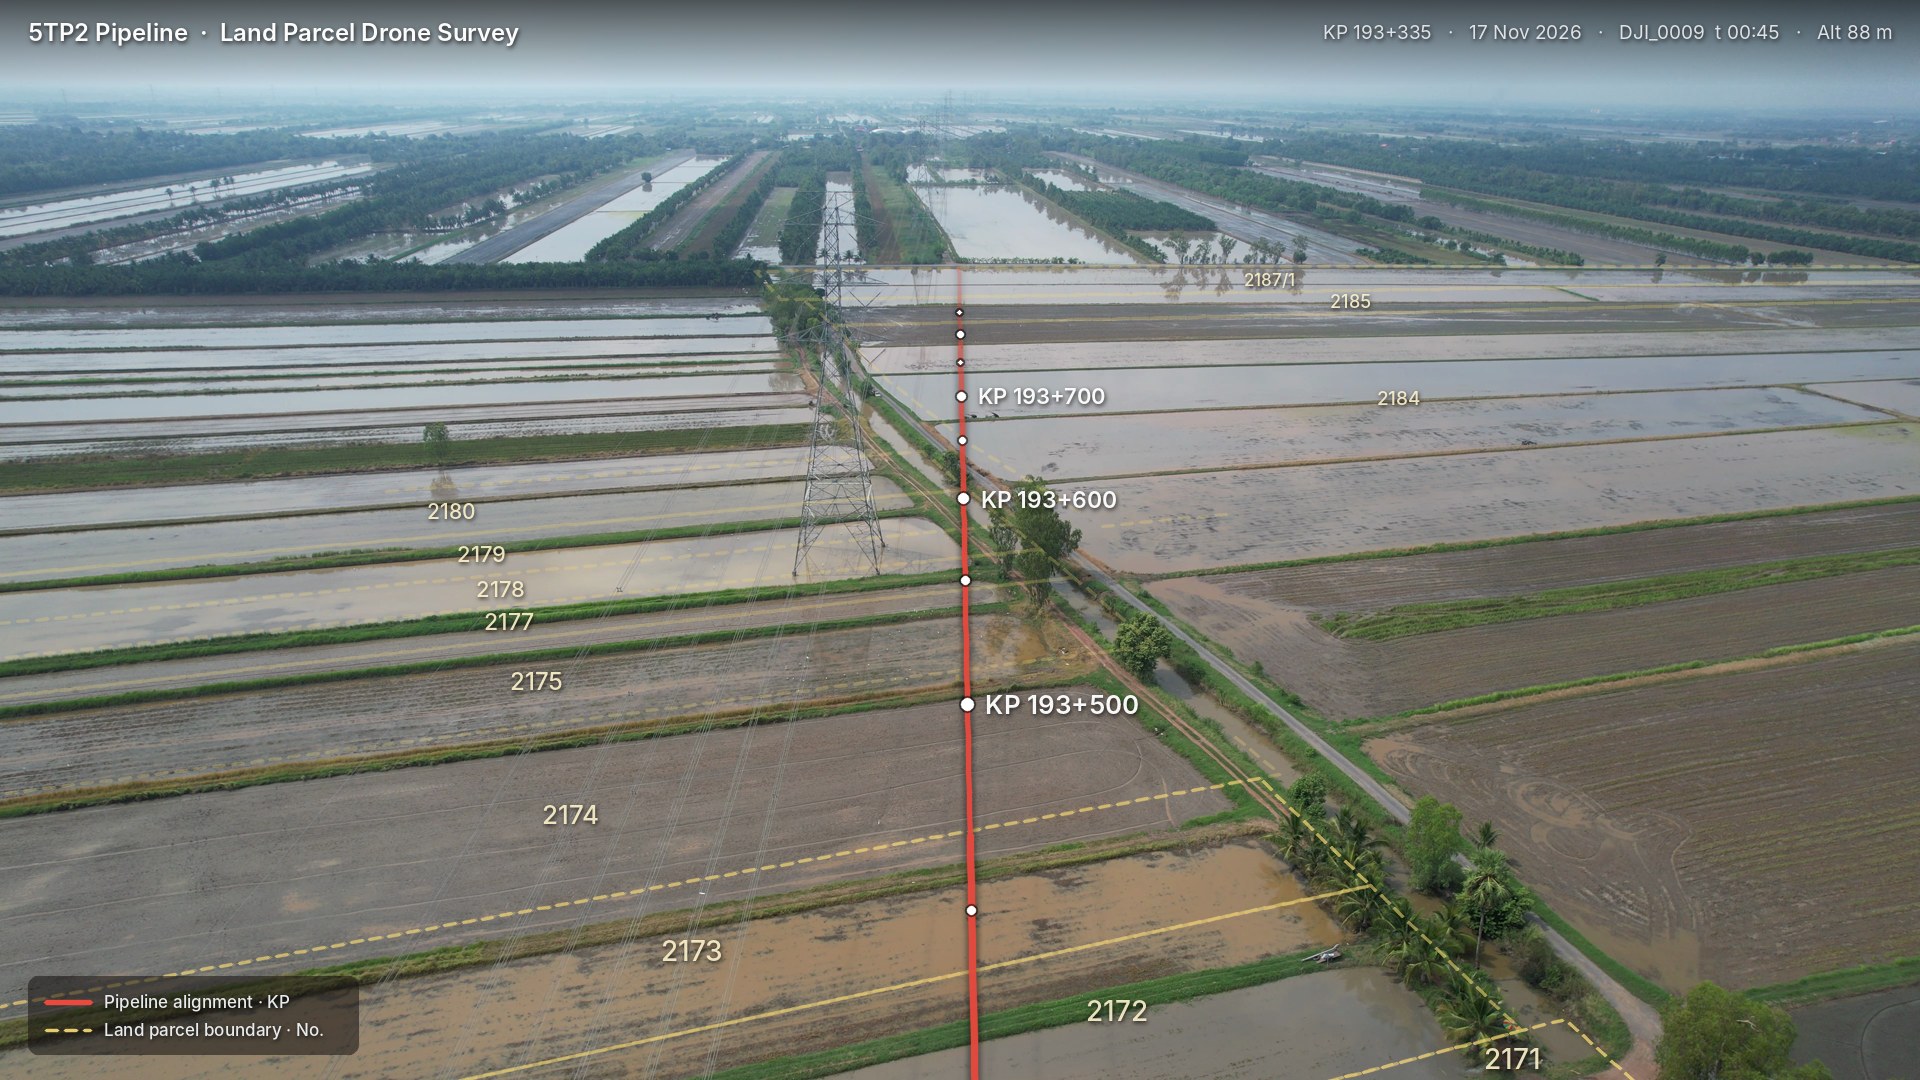 5TP2 Pipeline · Land Parcel Drone Survey
KP 193+335 · 17 Nov 2026 · DJI_0009 t 00:45 · Alt 88 m
2187/1
2185
KP 193+700
2184
KP 193+600
2180
2179
2178
2177
2175
KP 193+500
2174
2173
2172
2171
Pipeline alignment · KP
Land parcel boundary · No.